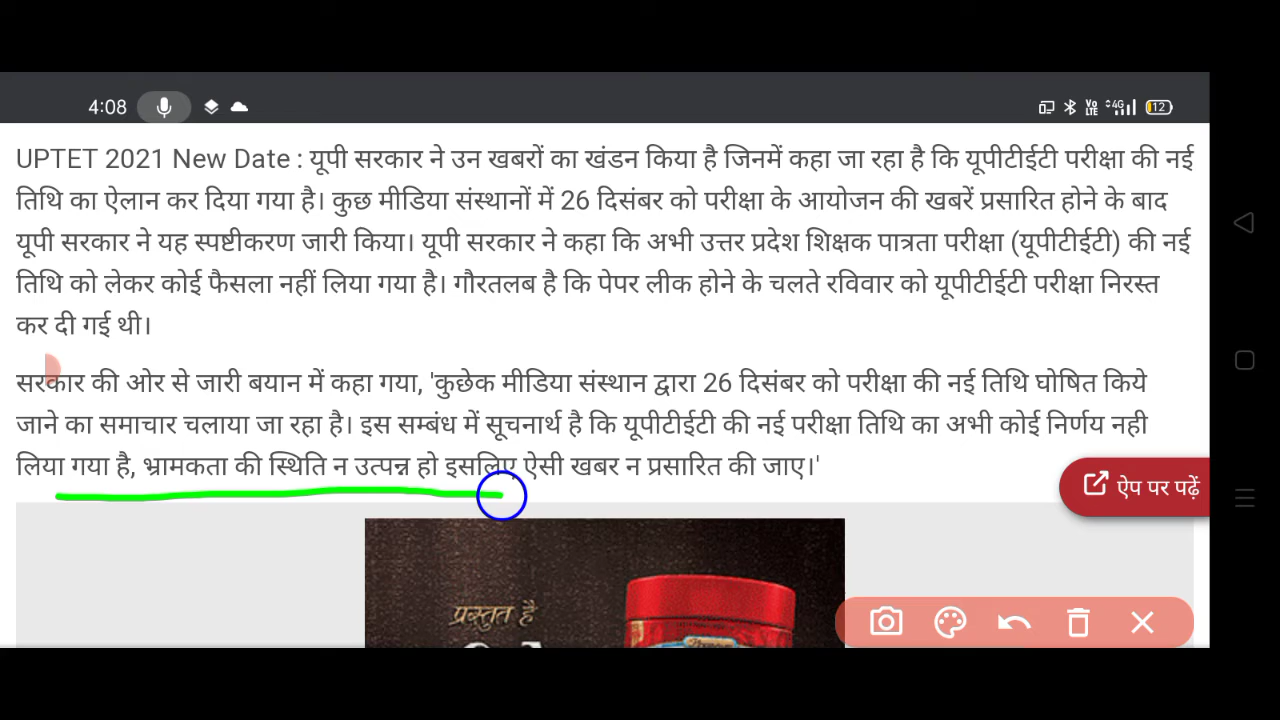 4:08
Vo LTE 4G 12
UPTET 2021 New Date : यूपी सरकार ने उन खबरों का खंडन किया है जिनमें कहा जा रहा है कि यूपीटीईटी परीक्षा की नई
तिथि का ऐलान कर दिया गया है। कुछ मीडिया संस्थानों में 26 दिसंबर को परीक्षा के आयोजन की खबरें प्रसारित होने के बाद
यूपी सरकार ने यह स्पष्टीकरण जारी किया। यूपी सरकार ने कहा कि अभी उत्तर प्रदेश शिक्षक पात्रता परीक्षा (यूपीटीईटी) की नई
तिथि को लेकर कोई फैसला नहीं लिया गया है। गौरतलब है कि पेपर लीक होने के चलते रविवार को यूपीटीईटी परीक्षा निरस्त
कर दी गई थी।
सरकार की ओर से जारी बयान में कहा गया, 'कुछेक मीडिया संस्थान द्वारा 26 दिसंबर को परीक्षा की नई तिथि घोषित किये
जाने का समाचार चलाया जा रहा है। इस सम्बंध में सूचनार्थ है कि यूपीटीईटी की नई परीक्षा तिथि का अभी कोई निर्णय नही
लिया गया है, भ्रामकता की स्थिति न उत्पन्न हो इसलिए ऐसी खबर न प्रसारित की जाए।'
ऐप पर पढ़ें
प्रस्तुत है